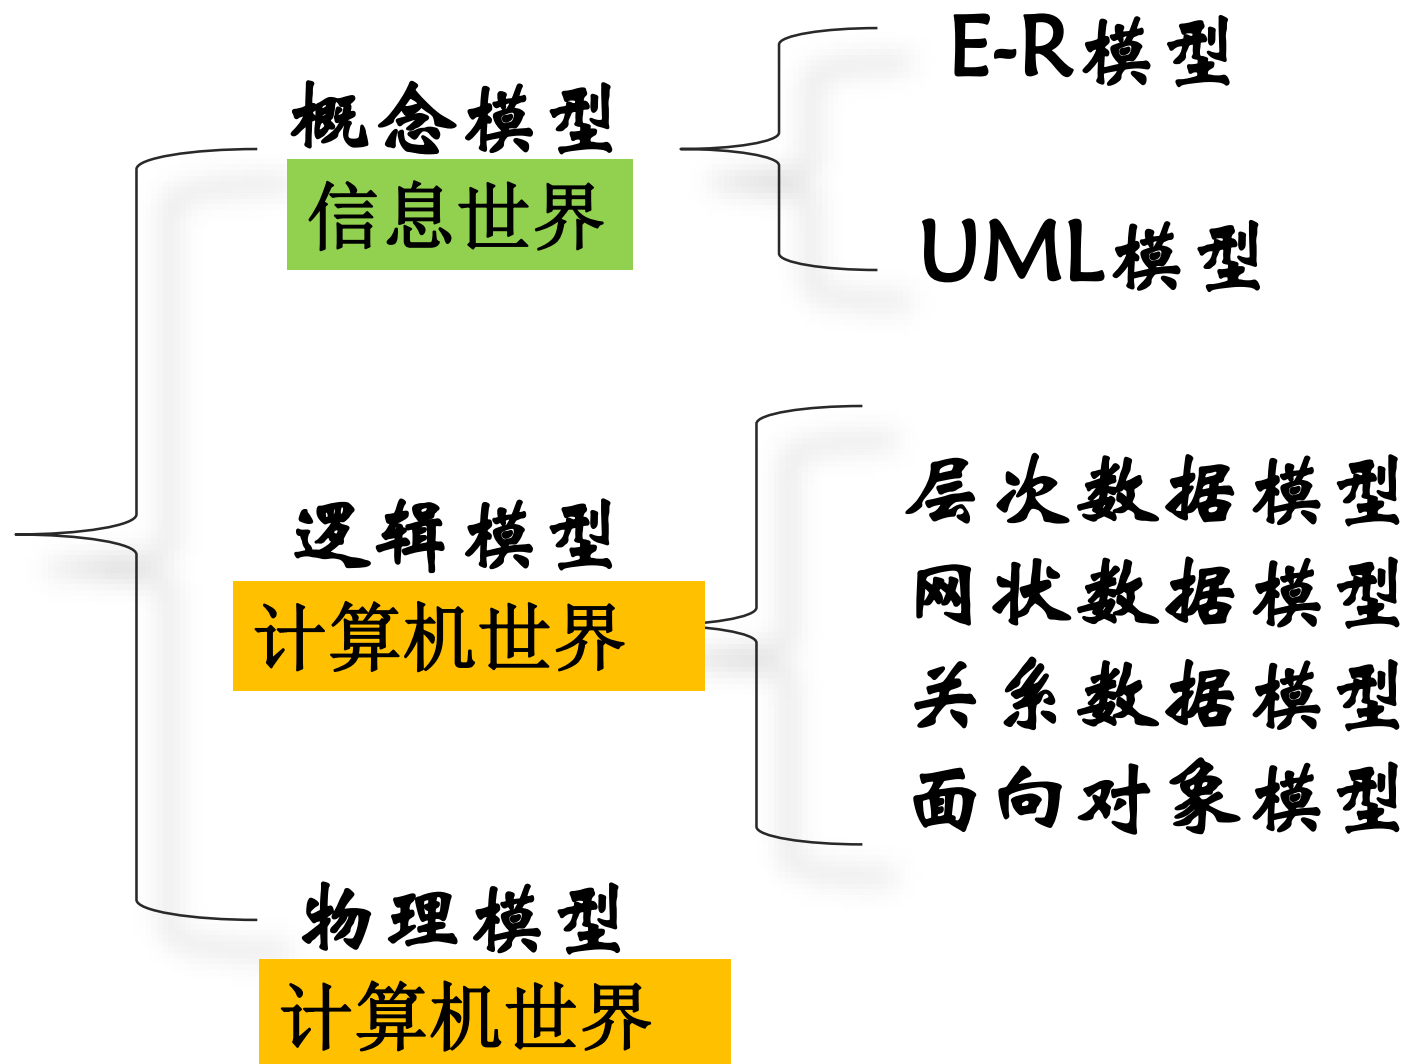 概念模型
信息世界
E-R模型
UML模型
逻辑模型
计算机世界
层次数据模型
网状数据模型
关系数据模型
面向对象模型
物理模型
计算机世界